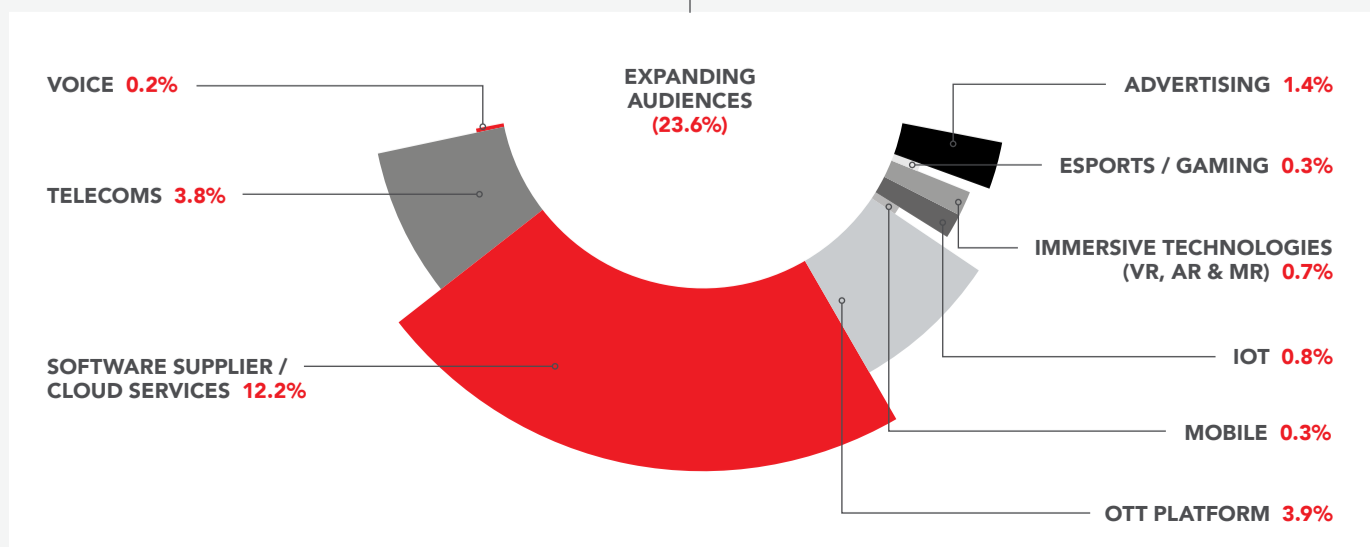 EXPANDING
AUDIENCES
(23.6%)
VOICE 0.2%
TELECOMS 3.8%
SOFTWARE SUPPLIER /
CLOUD SERVICES 12.2%
ADVERTISING 1.4%
ESPORTS / GAMING 0.3%
IMMERSIVE TECHNOLOGIES
(VR, AR & MR) 0.7%
IOT 0.8%
MOBILE 0.3%
OTT PLATFORM 3.9%